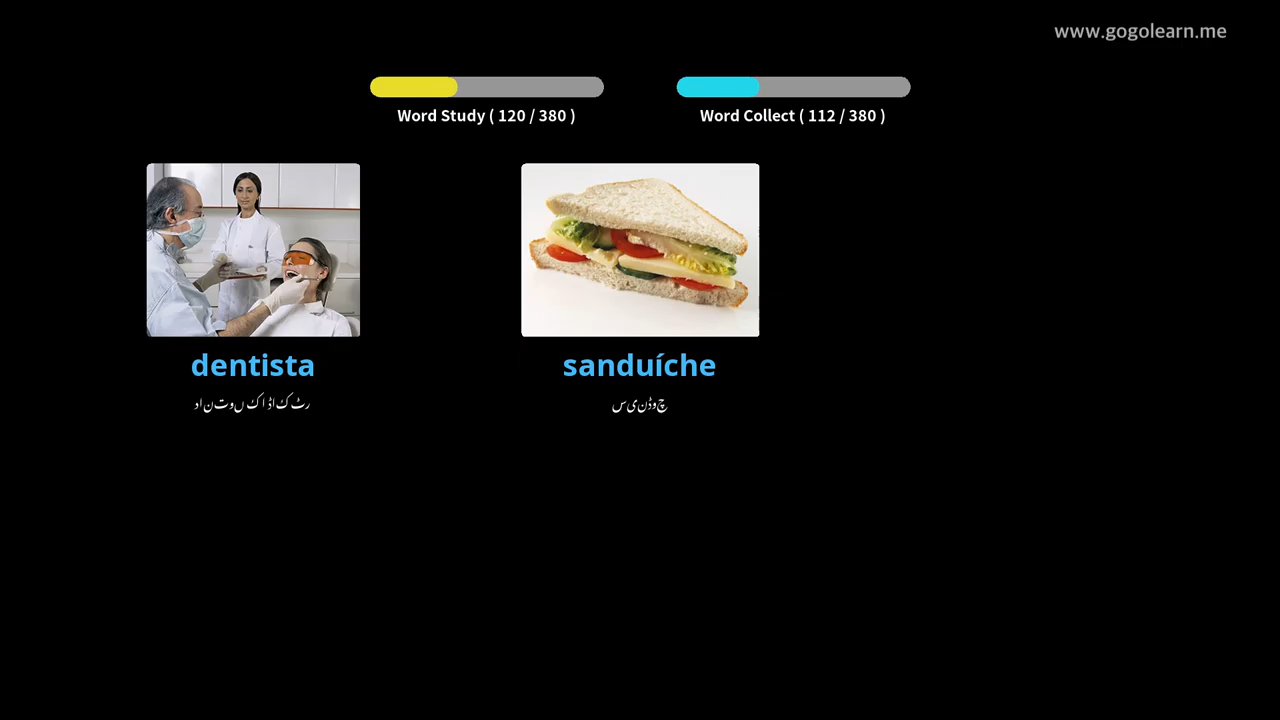 www.gogolearn.me
Word Study ( 120 / 380 )
Word Collect ( 112 / 380 )
dentista
دانتوں کا ڈاکٹر
sanduíche
سینڈوچ